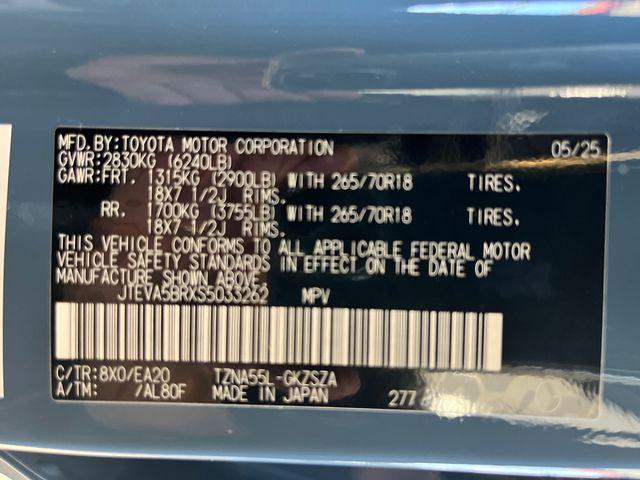 MFD. BY: TOYOTA MOTOR CORPORATION 05/25
GVWR: 2830KG (6240LB)
GAWR: FRT. 1315KG (2900LB) WITH 265/70R18 TIRES.
18X7 1/2J RIMS.
RR. 1700KG (3755LB) WITH 265/70R18 TIRES.
18X7 1/2J RIMS.
THIS VEHICLE CONFORMS TO ALL APPLICABLE FEDERAL MOTOR
VEHICLE SAFETY STANDARDS IN EFFECT ON THE DATE OF
MANUFACTURE SHOWN ABOVE.
JTEVA5BRXS5033262 MPV
C/TR: 8X0/EA20 TZNA55L-GKZSZA
A/TM: /AL80F MADE IN JAPAN 277